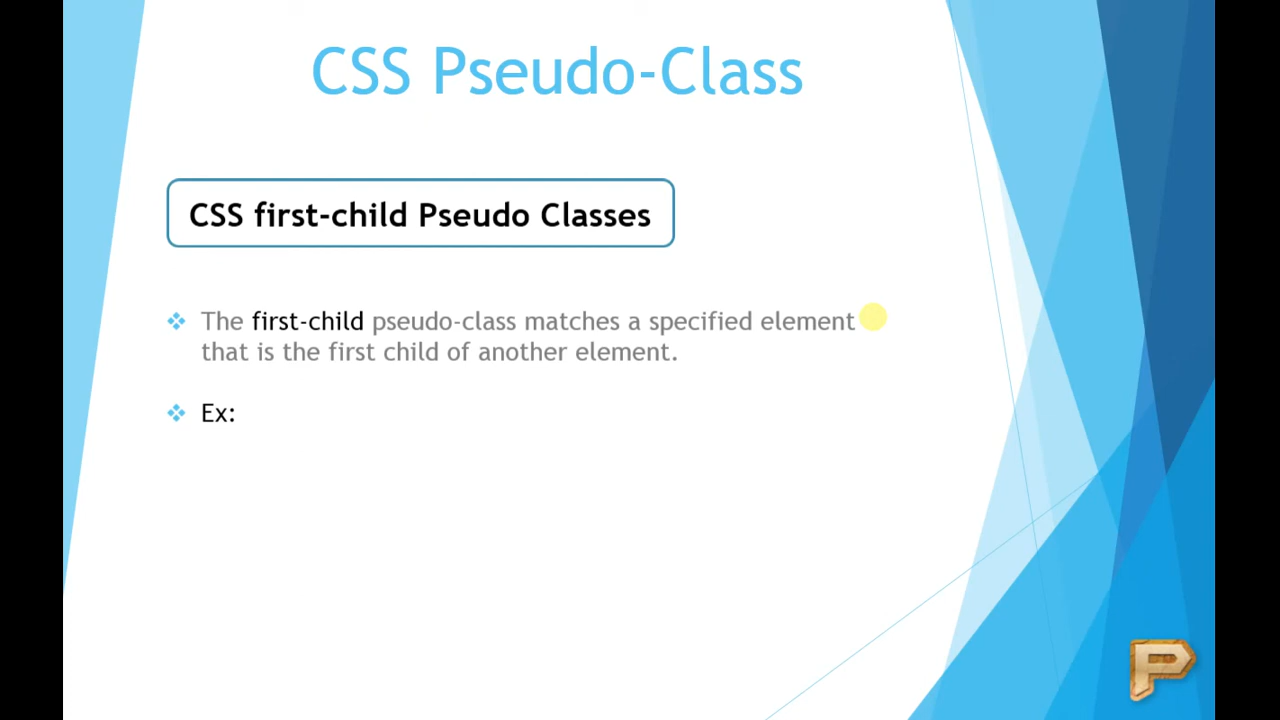 CSS Pseudo-Class
CSS first-child Pseudo Classes
The first-child pseudo-class matches a specified element
that is the first child of another element.
Ex:
P